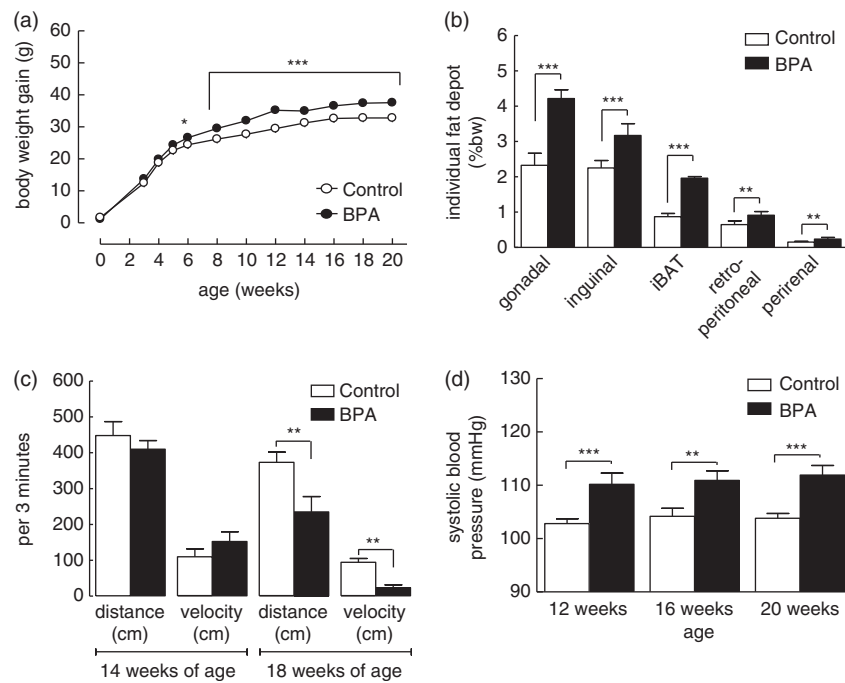 (a)
60
50
40
30
20
10
0
body weight gain (g)
***
*
Control
BPA
0 2 4 6 8 10 12 14 16 18 20
age (weeks)
(b)
6
5
4
3
2
1
0
individual fat depot
(%bw)
Control
BPA
***
***
***
**
**
gonadal
inguinal
iBAT
retro-
peritoneal
perirenal
(c)
600
500
400
300
200
100
0
per 3 minutes
Control
BPA
**
**
distance velocity distance velocity
(cm) (cm) (cm) (cm)
14 weeks of age 18 weeks of age
(d)
130
120
110
100
90
systolic blood
pressure (mmHg)
Control
BPA
*** ** ***
12 weeks 16 weeks 20 weeks
age